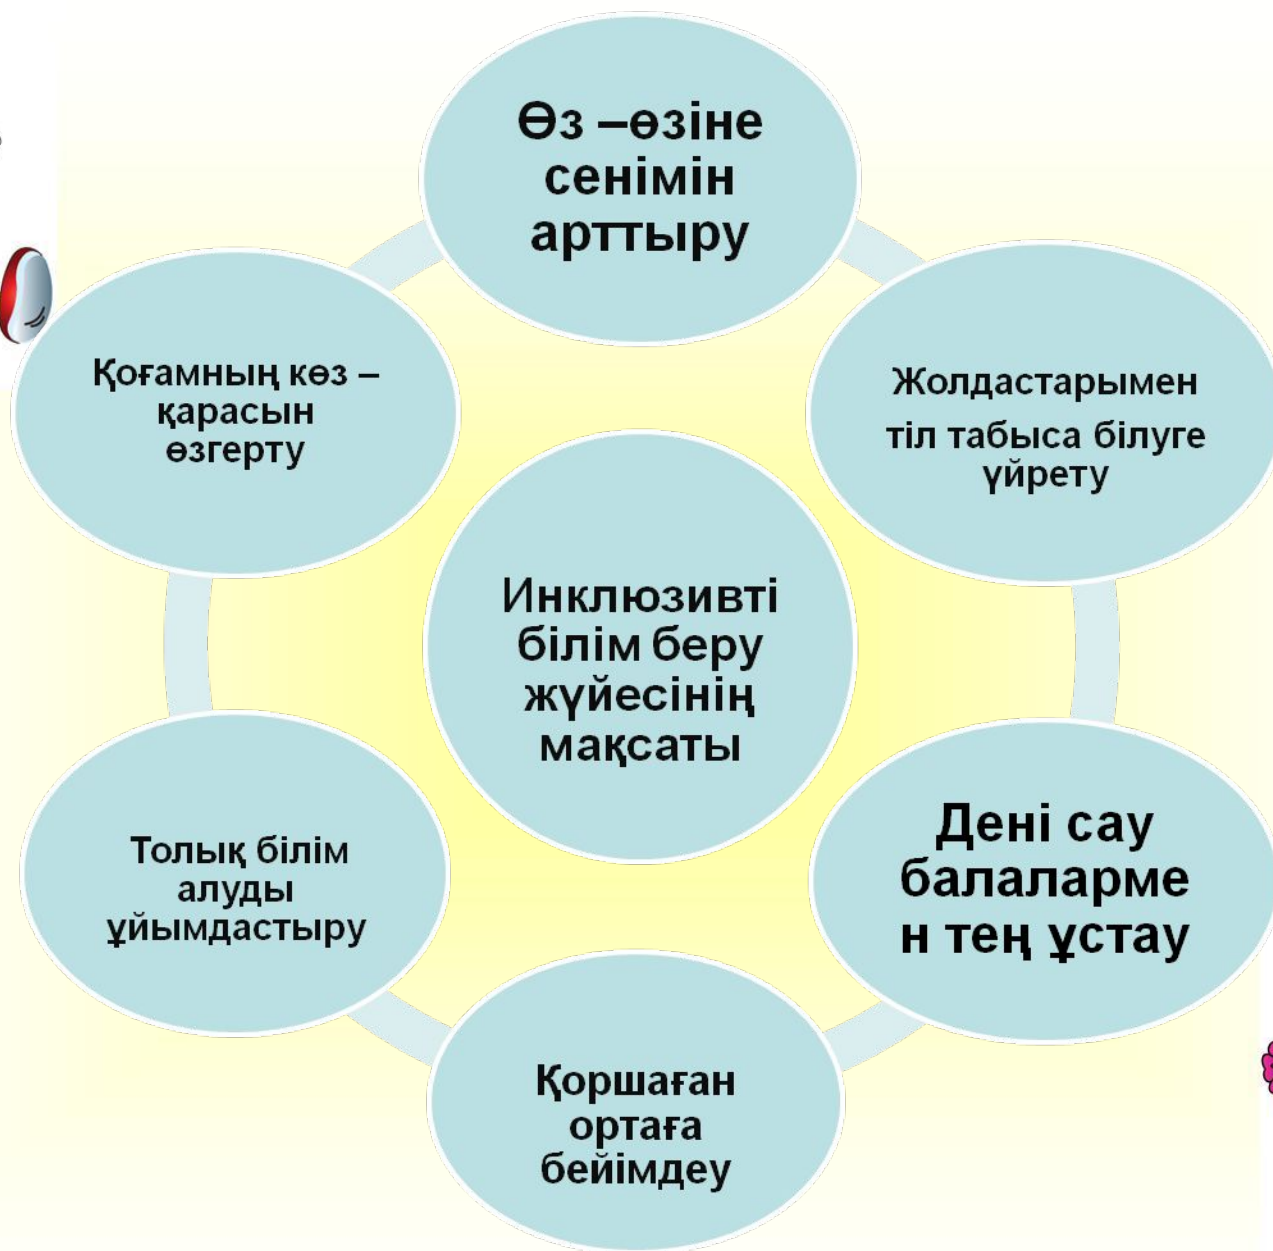 Өз –өзіне
сенімін
арттыру
Жолдастарымен
тіл табыса білуге
үйрету
Дені сау
балаларме
н тең ұстау
Қоршаған
ортаға
бейімдеу
Толық білім
алуды
ұйымдастыру
Қоғамның көз –
қарасын
өзгерту
Инклюзивті
білім беру
жүйесінің
мақсаты